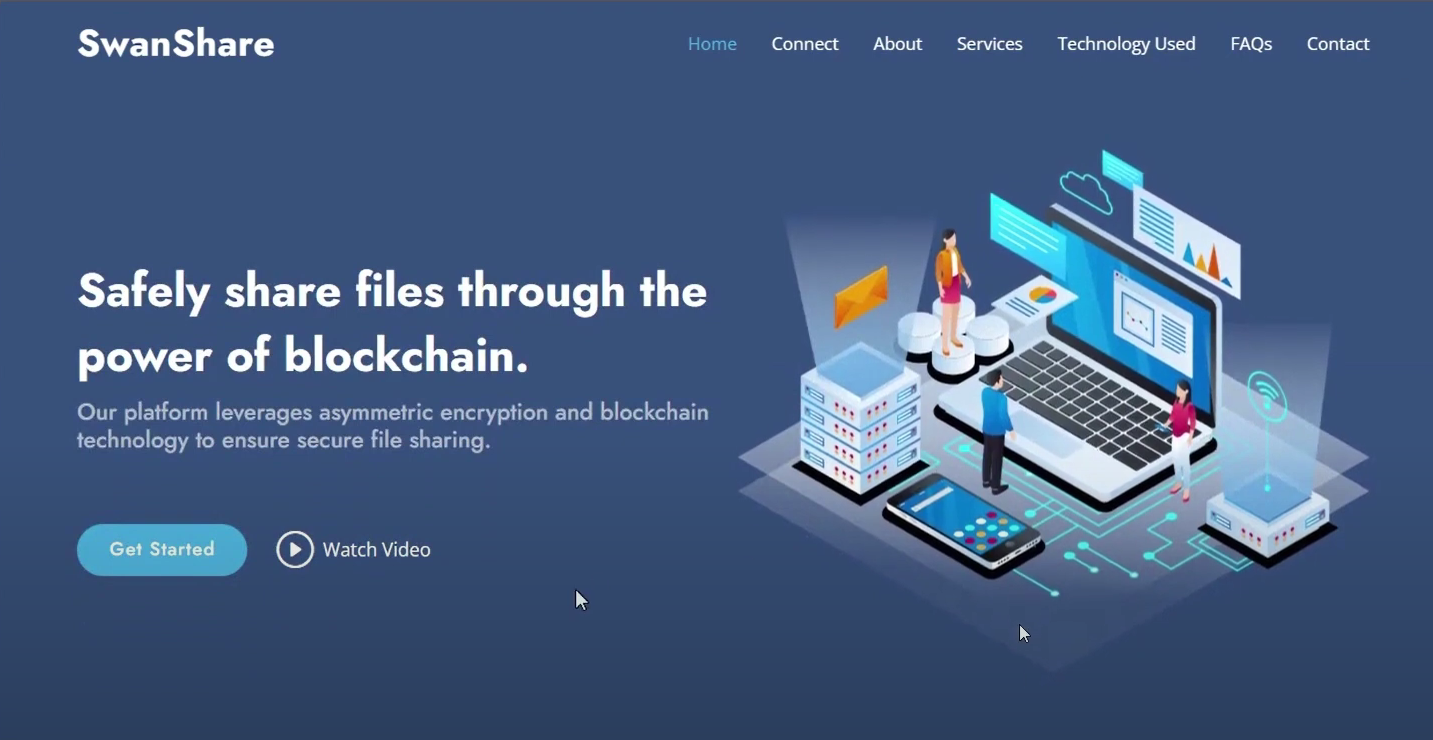 SwanShare
Home Connect About Services Technology Used FAQs Contact
Safely share files through the
power of blockchain.
Our platform leverages asymmetric encryption and blockchain
technology to ensure secure file sharing.
Get Started Watch Video